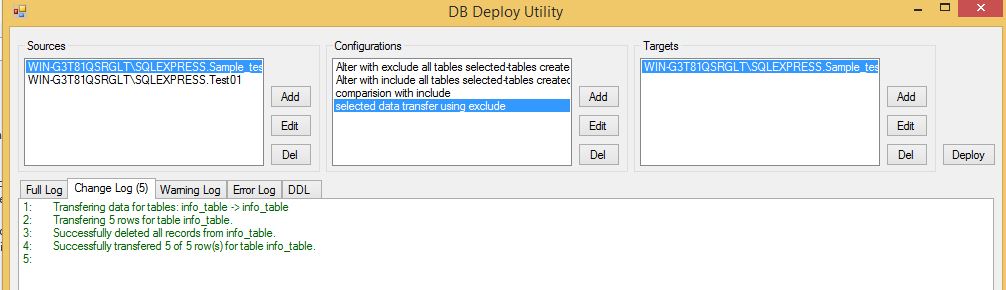 DB Deploy Utility
Sources
WIN-G3T81QSRGLT\SQLEXPRESS.Sample_tes
WIN-G3T81QSRGLT\SQLEXPRESS.Test01
Add
Edit
Del
Configurations
Alter with exclude all tables selected-tables create
Alter with include all tables selected-tables created
comparision with include
selected data transfer using exclude
Add
Edit
Del
Targets
WIN-G3T81QSRGLT\SQLEXPRESS.Sample_tes
Add
Edit
Del
Deploy
Full Log Change Log (5) Warning Log Error Log DDL
1: Transfering data for tables: info_table -> info_table
2: Transfering 5 rows for table info_table.
3: Successfully deleted all records from info_table.
4: Successfully transfered 5 of 5 row(s) for table info_table.
5: